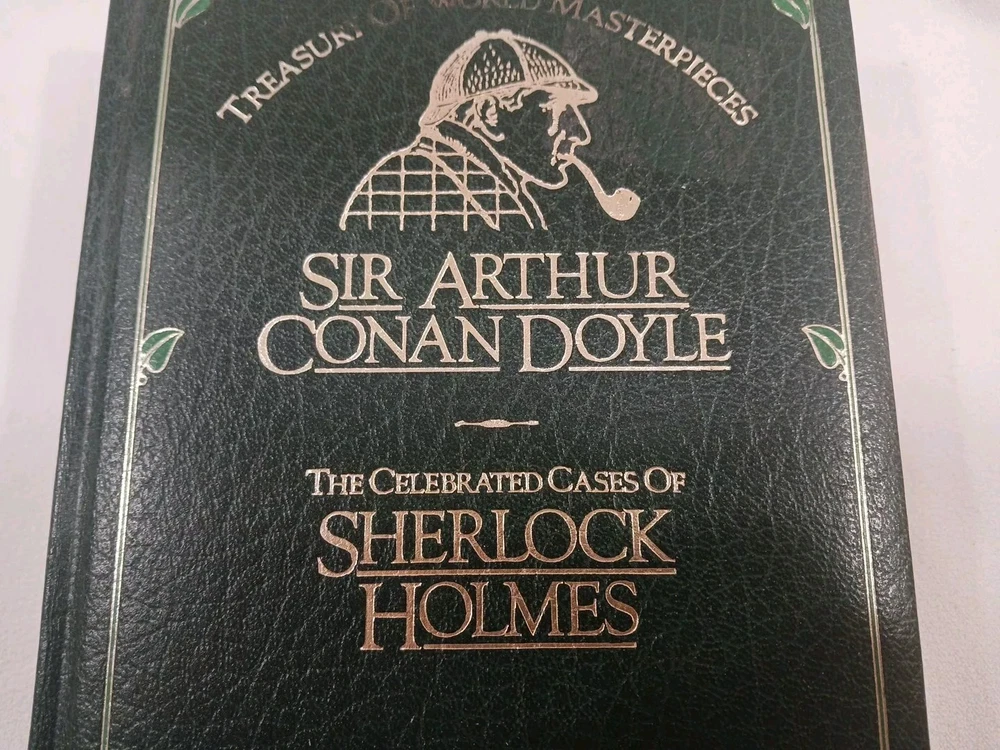 TREASURY OF WORLD MASTERPIECES
SIR ARTHUR
CONAN DOYLE
THE CELEBRATED CASES OF
SHERLOCK
HOLMES